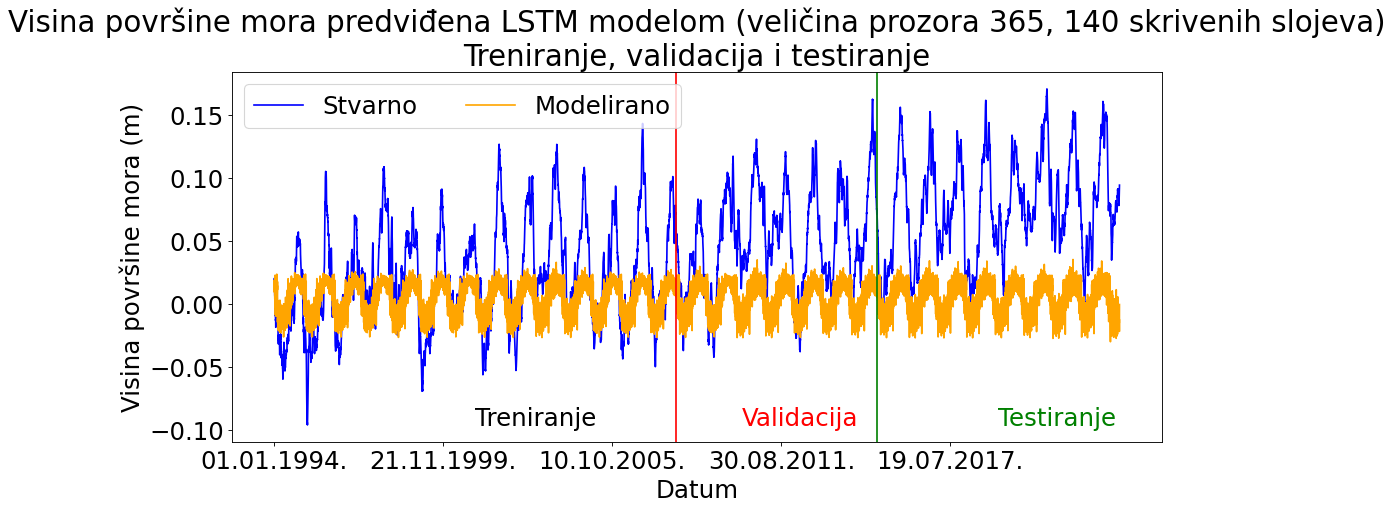 Visina površine mora predviđena LSTM modelom (veličina prozora 365, 140 skrivenih slojeva)
Treniranje, validacija i testiranje
Stvarno
Modelirano
Visina površine mora (m)
0.15
0.10
0.05
0.00
−0.05
−0.10
Treniranje
Validacija
Testiranje
01.01.1994.
21.11.1999.
10.10.2005.
30.08.2011.
19.07.2017.
Datum